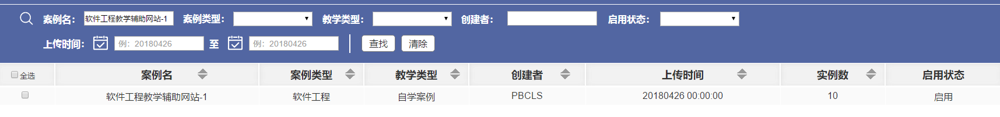 案例名： 软件工程教学辅助网站-1 案例类型： 教学类型： 创建者： 启用状态：
上传时间： 例：20180426 至 例：20180426 查找 清除
全选 案例名 案例类型 教学类型 创建者 上传时间 实例数 启用状态
软件工程教学辅助网站-1 软件工程 自学案例 PBCLS 20180426 00:00:00 10 启用